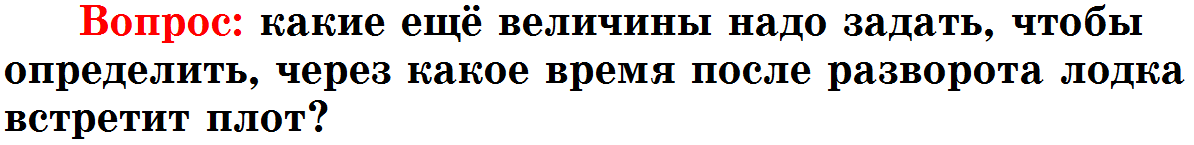 Вопрос: какие ещё величины надо задать, чтобы
определить, через какое время после разворота лодка
встретит плот?